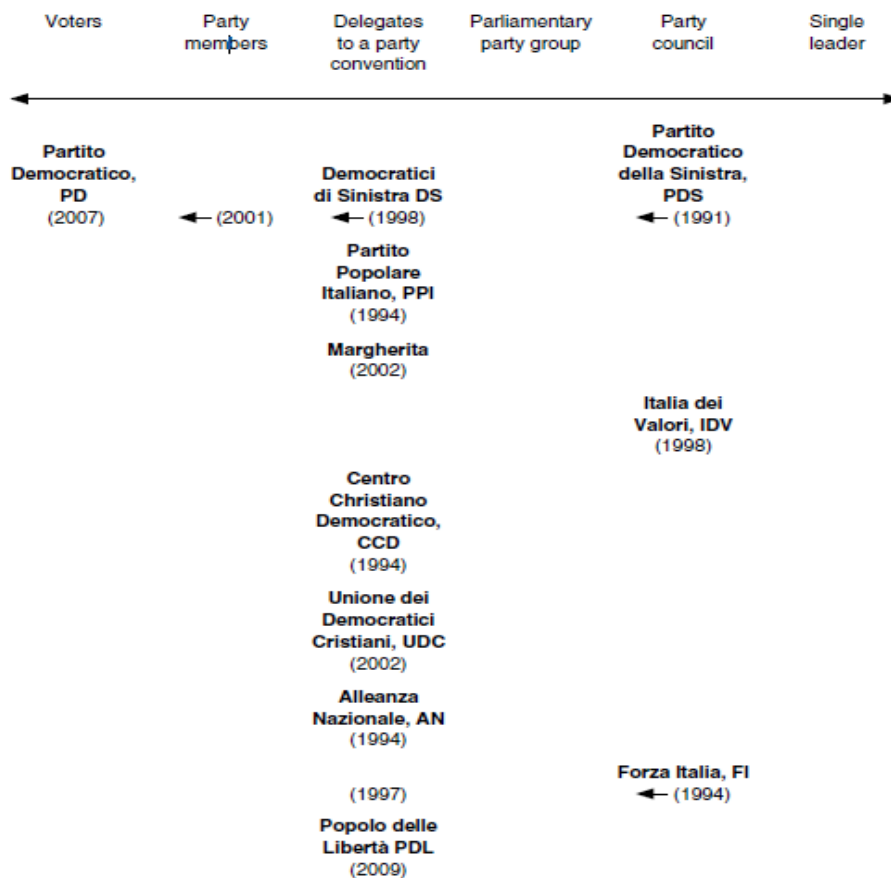 Voters
Party
members
Delegates
to a party
convention
Parliamentary
party group
Party
council
Single
leader
Partito
Democratico,
PD
(2007)
(2001)
Democratici
di Sinistra DS
(1998)
Partito
Democratico
della Sinistra,
PDS
(1991)
Partito
Popolare
Italiano, PPI
(1994)
Margherita
(2002)
Italia dei
Valori, IDV
(1998)
Centro
Christiano
Democratico,
CCD
(1994)
Unione dei
Democratici
Cristiani, UDC
(2002)
Alleanza
Nazionale, AN
(1994)
Forza Italia, FI
(1997)
(1994)
Popolo delle
Libertà PDL
(2009)